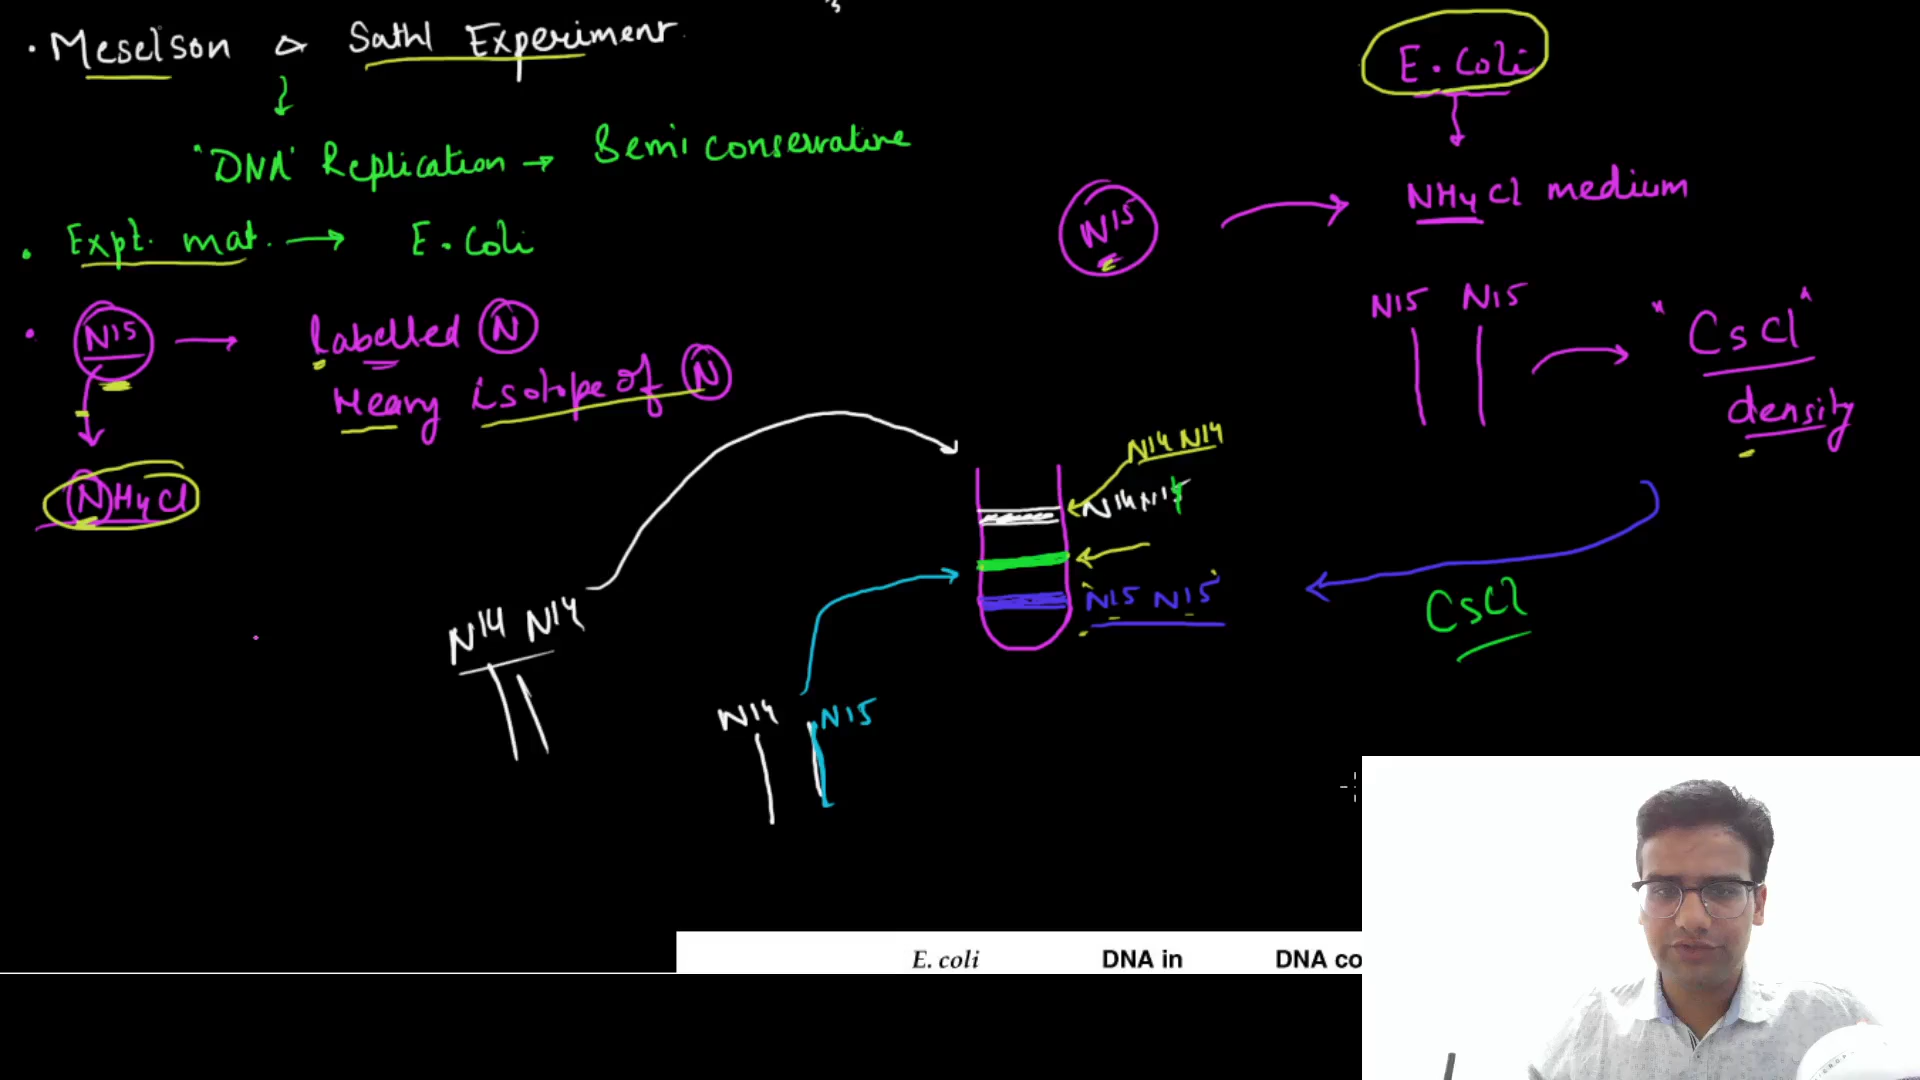 • Meselson & Sathl Experiment
"DNA" Replication → Semi conservative
• Expt. mat. → E. Coli
• N15 → Labelled N
Heavy isotope of N
NH4Cl
E. Coli
N15 → NH4Cl medium
N15 N15 → "CsCl"
density
CsCl
N14 N14
N14 N15
N15 N15
N14 N14
N14 N15
E. coli DNA in DNA co